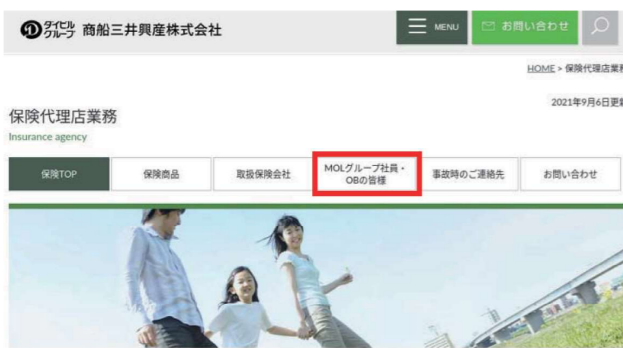 ダイビル
グループ 商船三井興産株式会社
MENU
お問い合わせ
HOME > 保険代理店業務
2021年9月6日更新
保険代理店業務
Insurance agency
保険TOP
保険商品
取扱保険会社
MOLグループ社員・
OBの皆様
事故時のご連絡先
お問い合わせ